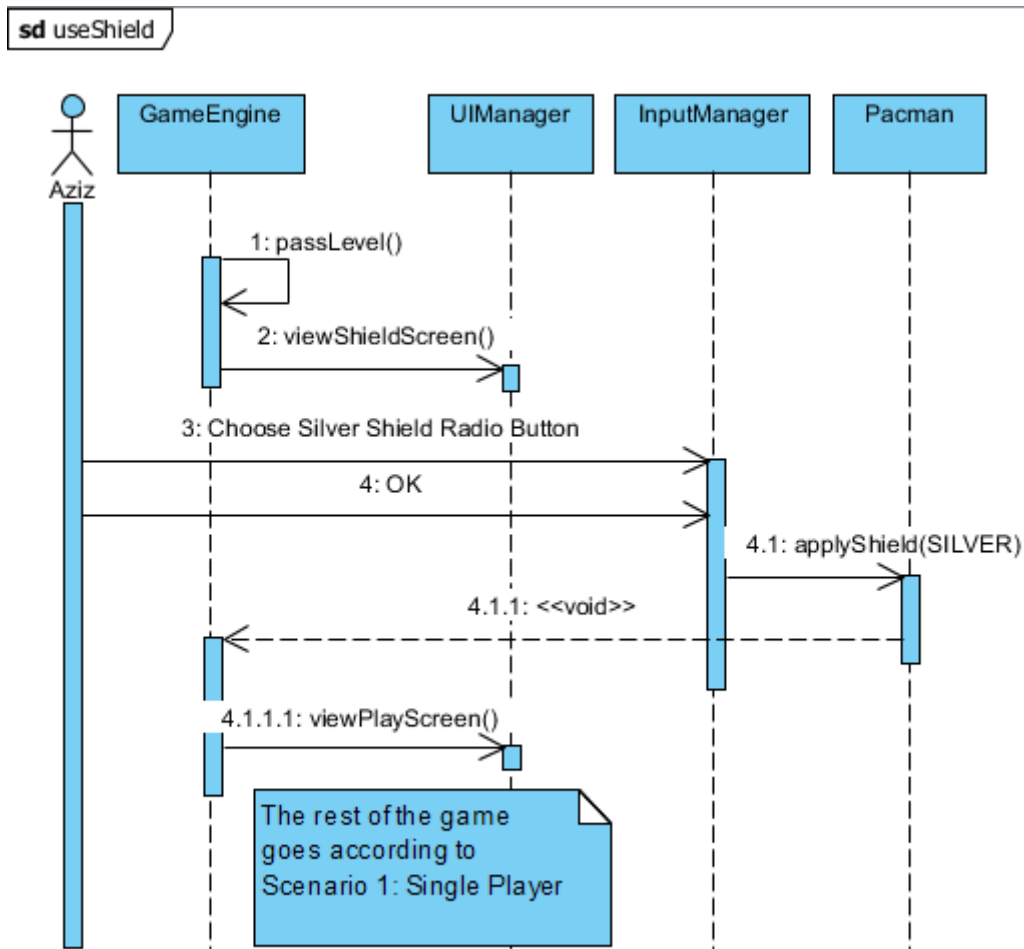 sd useShield
GameEngine
UIManager
InputManager
Pacman
Aziz
1: passLevel()
2: viewShieldScreen()
3: Choose Silver Shield Radio Button
4: OK
4.1: applyShield(SILVER)
4.1.1: <<void>>
4.1.1.1: viewPlayScreen()
The rest of the game
goes according to
Scenario 1: Single Player